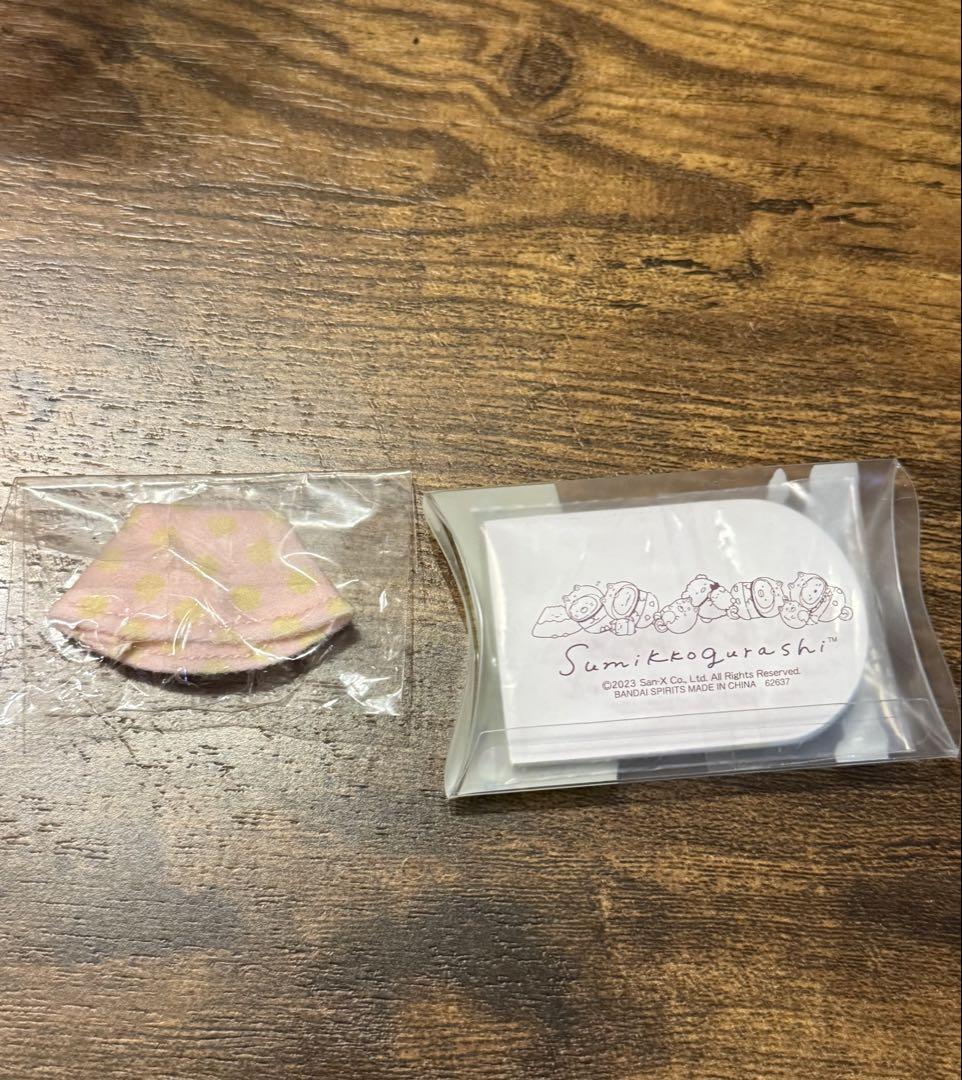 Sumikkogurashi™
©2023 San-X Co., Ltd. All Rights Reserved.
BANDAI SPIRITS MADE IN CHINA 62637